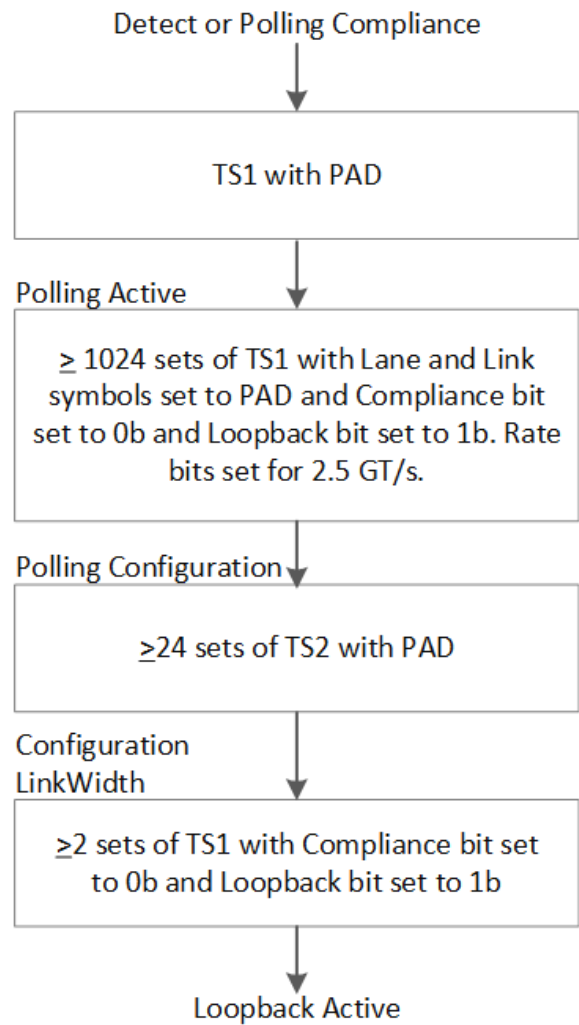 Detect or Polling Compliance
TS1 with PAD
Polling Active
≥ 1024 sets of TS1 with Lane and Link
symbols set to PAD and Compliance bit
set to 0b and Loopback bit set to 1b. Rate
bits set for 2.5 GT/s.
Polling Configuration
≥24 sets of TS2 with PAD
Configuration
LinkWidth
≥2 sets of TS1 with Compliance bit set
to 0b and Loopback bit set to 1b
Loopback Active